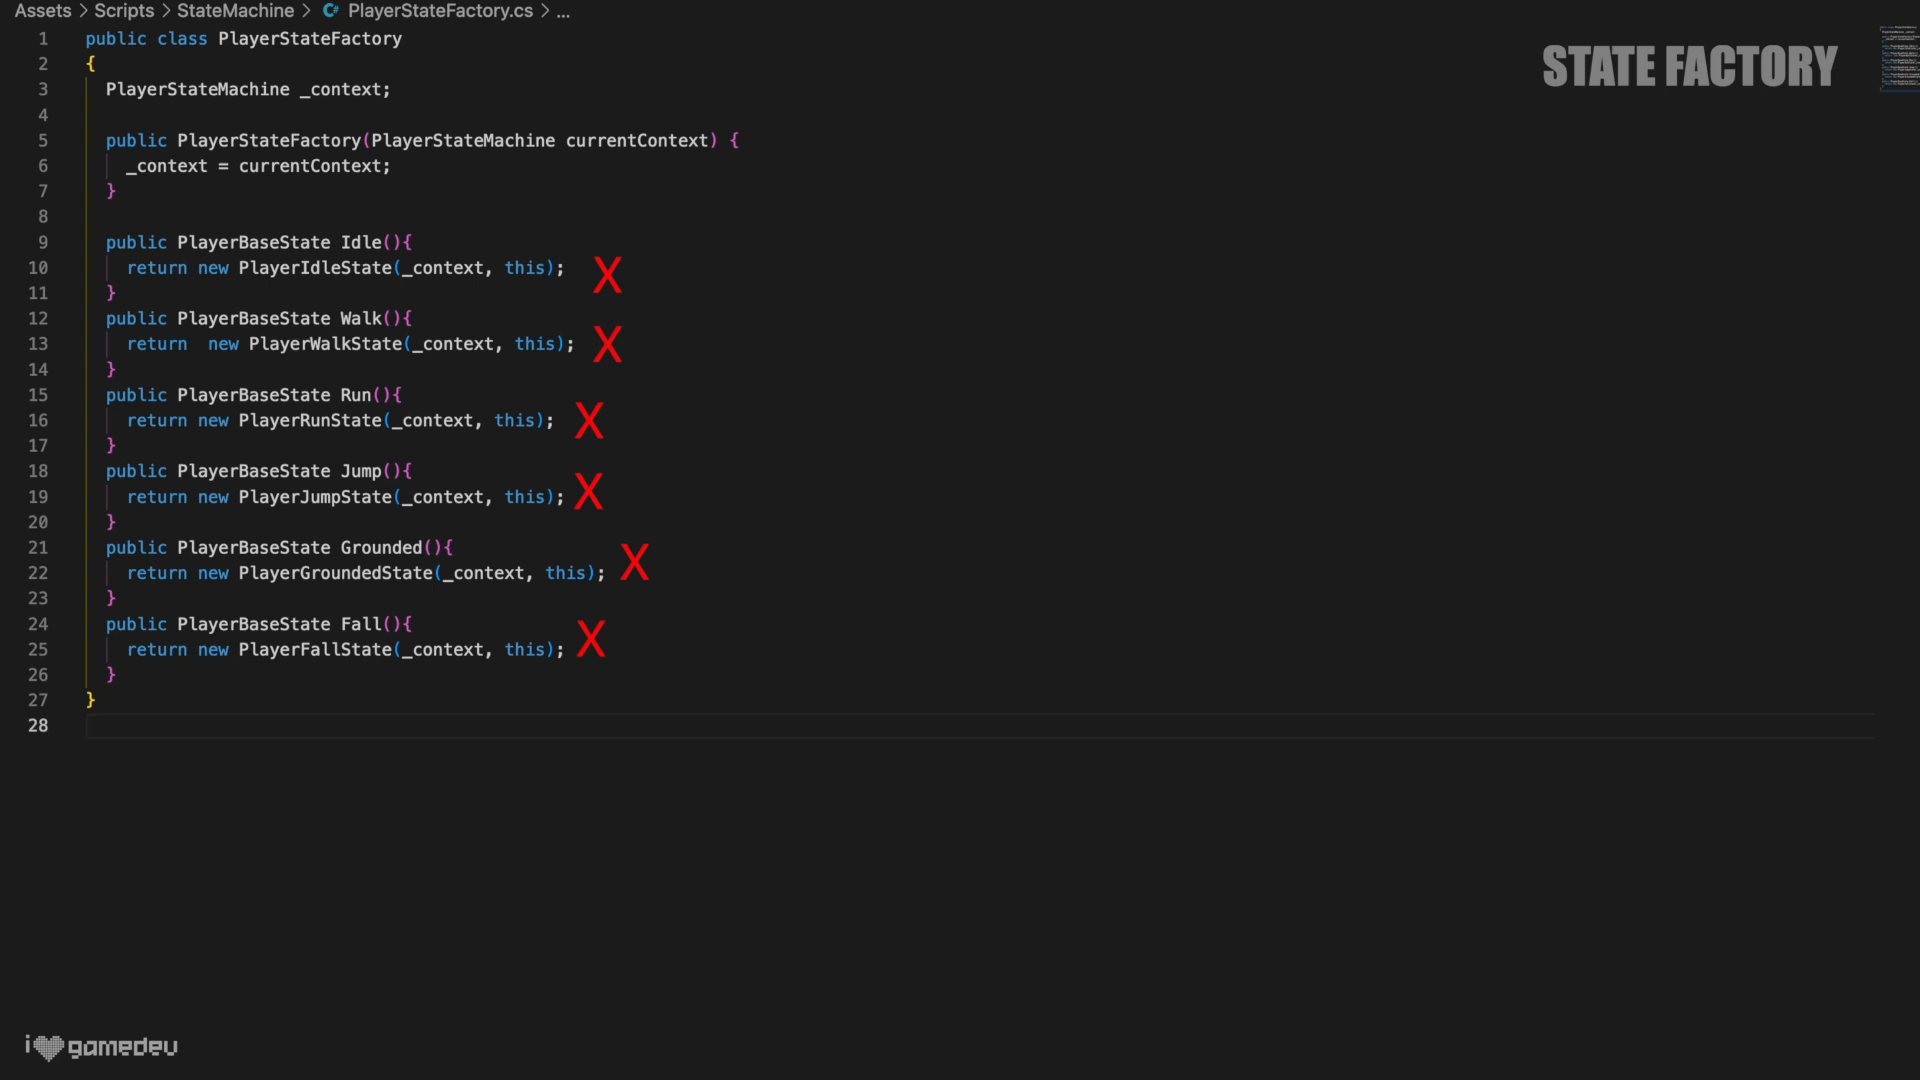 Assets > Scripts > StateMachine > PlayerStateFactory.cs > ...
STATE FACTORY
1 public class PlayerStateFactory
2 {
3 PlayerStateMachine _context;
4
5 public PlayerStateFactory(PlayerStateMachine currentContext) {
6 _context = currentContext;
7 }
8
9 public PlayerBaseState Idle(){
10 return new PlayerIdleState(_context, this); X
11 }
12 public PlayerBaseState Walk(){
13 return  new PlayerWalkState(_context, this); X
14 }
15 public PlayerBaseState Run(){
16 return new PlayerRunState(_context, this); X
17 }
18 public PlayerBaseState Jump(){
19 return new PlayerJumpState(_context, this); X
20 }
21 public PlayerBaseState Grounded(){
22 return new PlayerGroundedState(_context, this); X
23 }
24 public PlayerBaseState Fall(){
25 return new PlayerFallState(_context, this); X
26 }
27 }
28
i gamedev